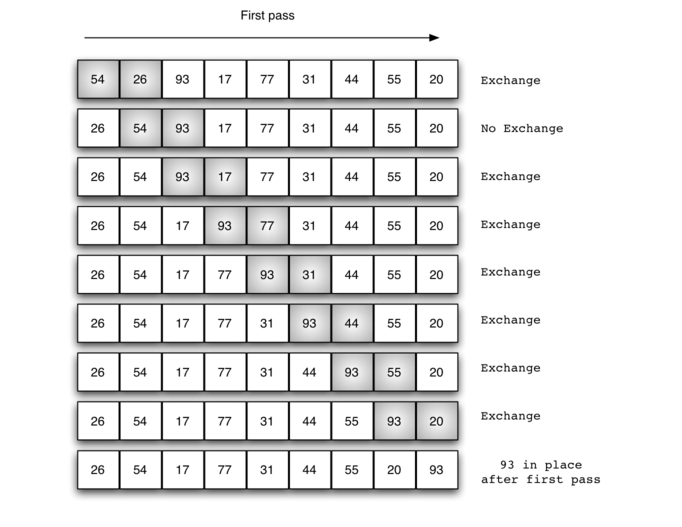 First pass
54 26 93 17 77 31 44 55 20 Exchange
26 54 93 17 77 31 44 55 20 No Exchange
26 54 93 17 77 31 44 55 20 Exchange
26 54 17 93 77 31 44 55 20 Exchange
26 54 17 77 93 31 44 55 20 Exchange
26 54 17 77 31 93 44 55 20 Exchange
26 54 17 77 31 44 93 55 20 Exchange
26 54 17 77 31 44 55 93 20 Exchange
26 54 17 77 31 44 55 20 93 93 in place
after first pass